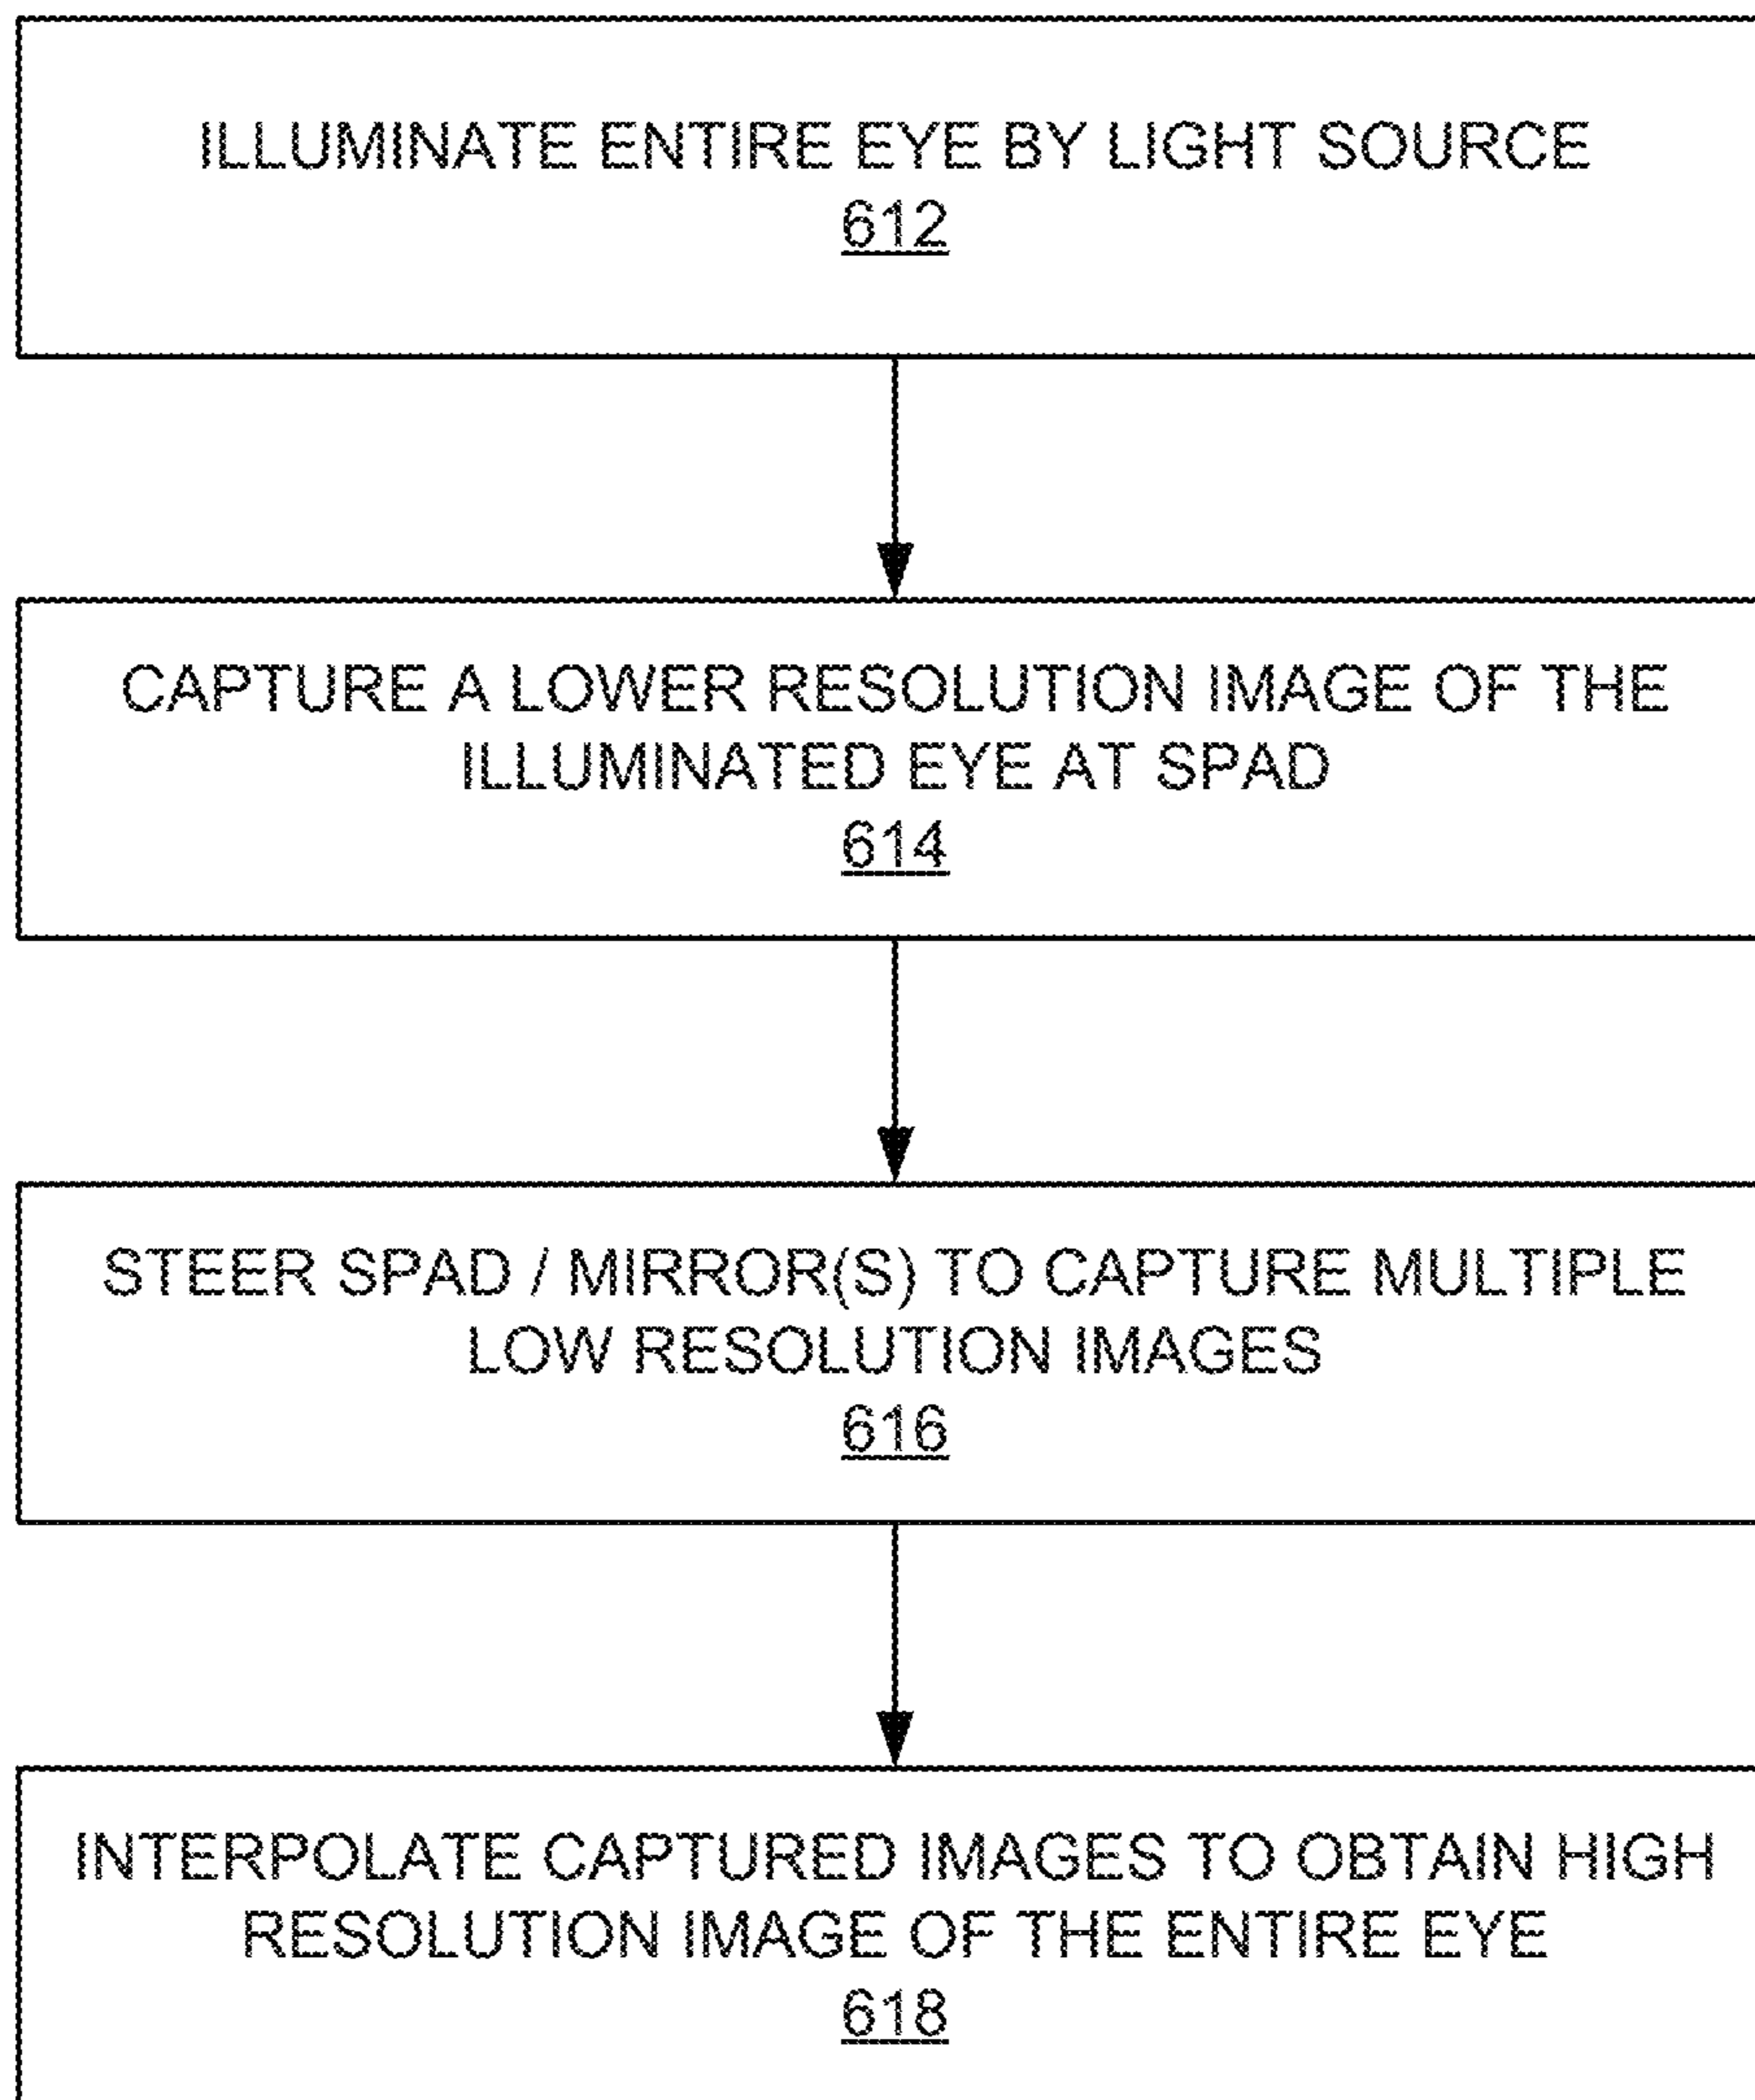 ILLUMINATE ENTIRE EYE BY LIGHT SOURCE
612
CAPTURE A LOWER RESOLUTION IMAGE OF THE
ILLUMINATED EYE AT SPAD
614
STEER SPAD / MIRROR(S) TO CAPTURE MULTIPLE
LOW RESOLUTION IMAGES
616
INTERPOLATE CAPTURED IMAGES TO OBTAIN HIGH
RESOLUTION IMAGE OF THE ENTIRE EYE
618